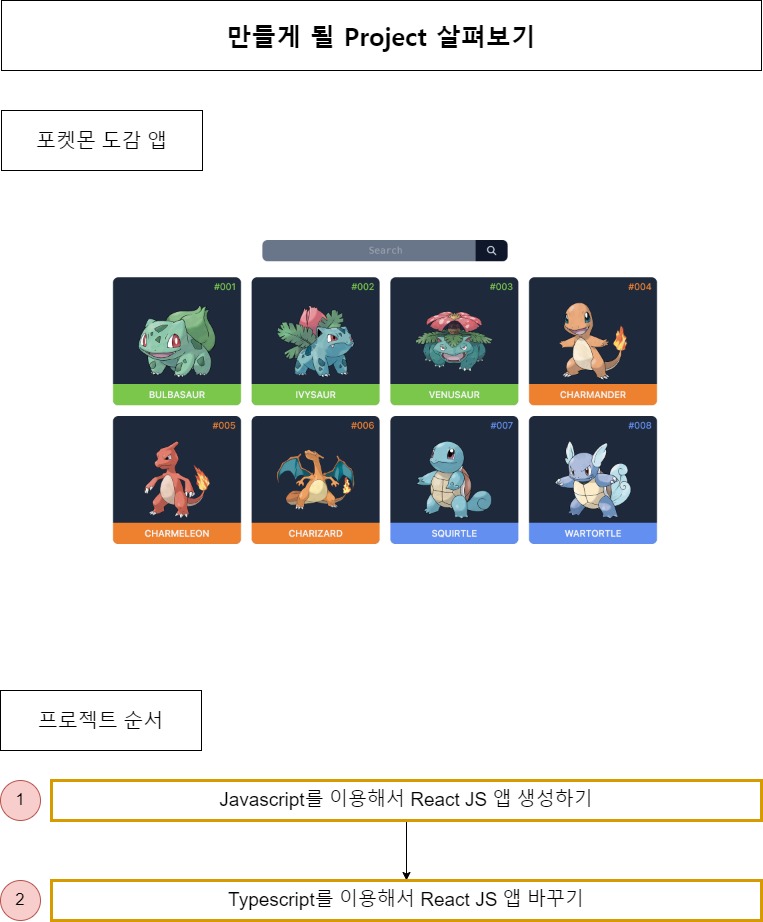 만들게 될 Project 살펴보기
포켓몬 도감 앱
Search
#001
#002
#003
#004
BULBASAUR
IVYSAUR
VENUSAUR
CHARMANDER
#005
#006
#007
#008
CHARMELEON
CHARIZARD
SQUIRTLE
WARTORTLE
프로젝트 순서
1
Javascript를 이용해서 React JS 앱 생성하기
2
Typescript를 이용해서 React JS 앱 바꾸기